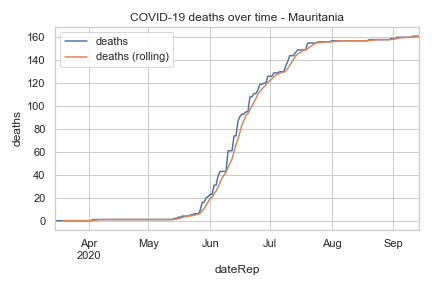 COVID-19 deaths over time - Mauritania
deaths
deaths (rolling)
160
140
120
100
80
60
40
20
0
deaths
Apr
2020
May
Jun
Jul
Aug
Sep
dateRep